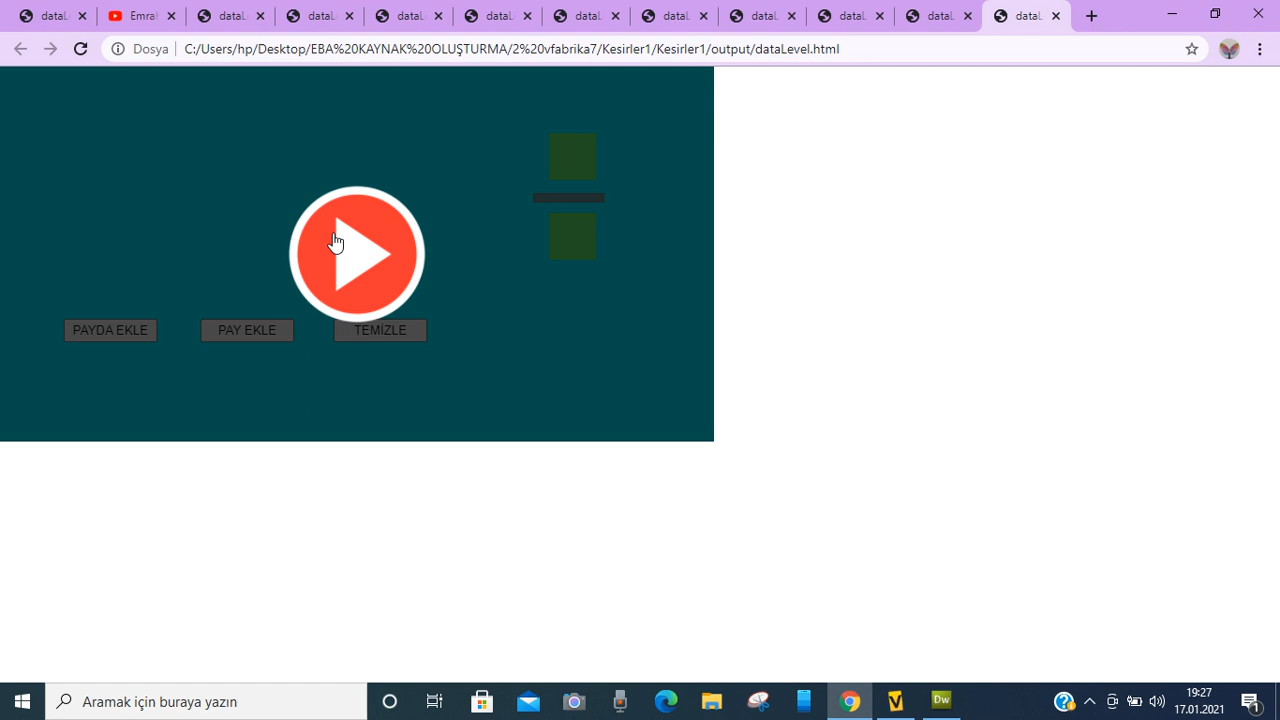 dataL
Emral
dataL
dataL
dataL
dataL
dataL
dataL
dataL
dataL
dataL
dataL
Dosya
C:/Users/hp/Desktop/EBA%20KAYNAK%20OLUŞTURMA/2%20vfabrika7/Kesirler1/Kesirler1/output/dataLevel.html
PAYDA EKLE
PAY EKLE
TEMİZLE
Aramak için buraya yazın
Dw
19:27
17.01.2021
1